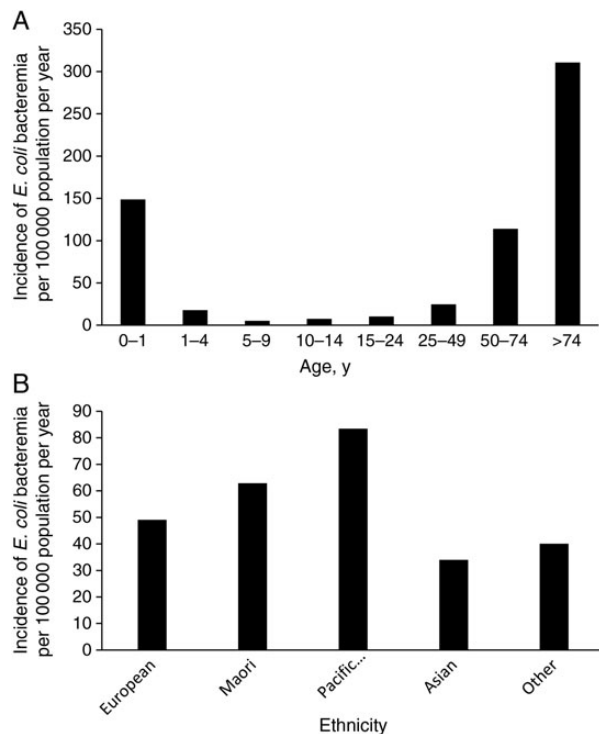 A
Incidence of E. coli bacteremia
per 100 000 population per year
350
300
250
200
150
100
50
0
0–1 1–4 5–9 10–14 15–24 25–49 50–74 >74
Age, y
B
Incidence of E. coli bacteremia
per 100 000 population per year
90
80
70
60
50
40
30
20
10
0
European Maori Pacific... Asian Other
Ethnicity